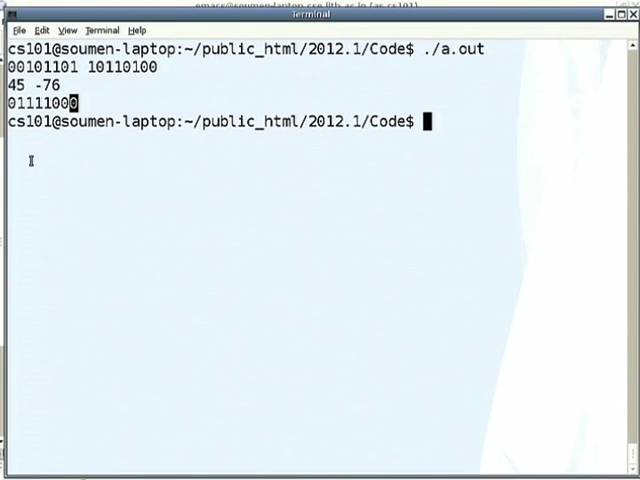 Terminal
File Edit View Terminal Help
cs101@soumen-laptop:~/public_html/2012.1/Code$ ./a.out
00101101 10110100
45 -76
01111000
cs101@soumen-laptop:~/public_html/2012.1/Code$